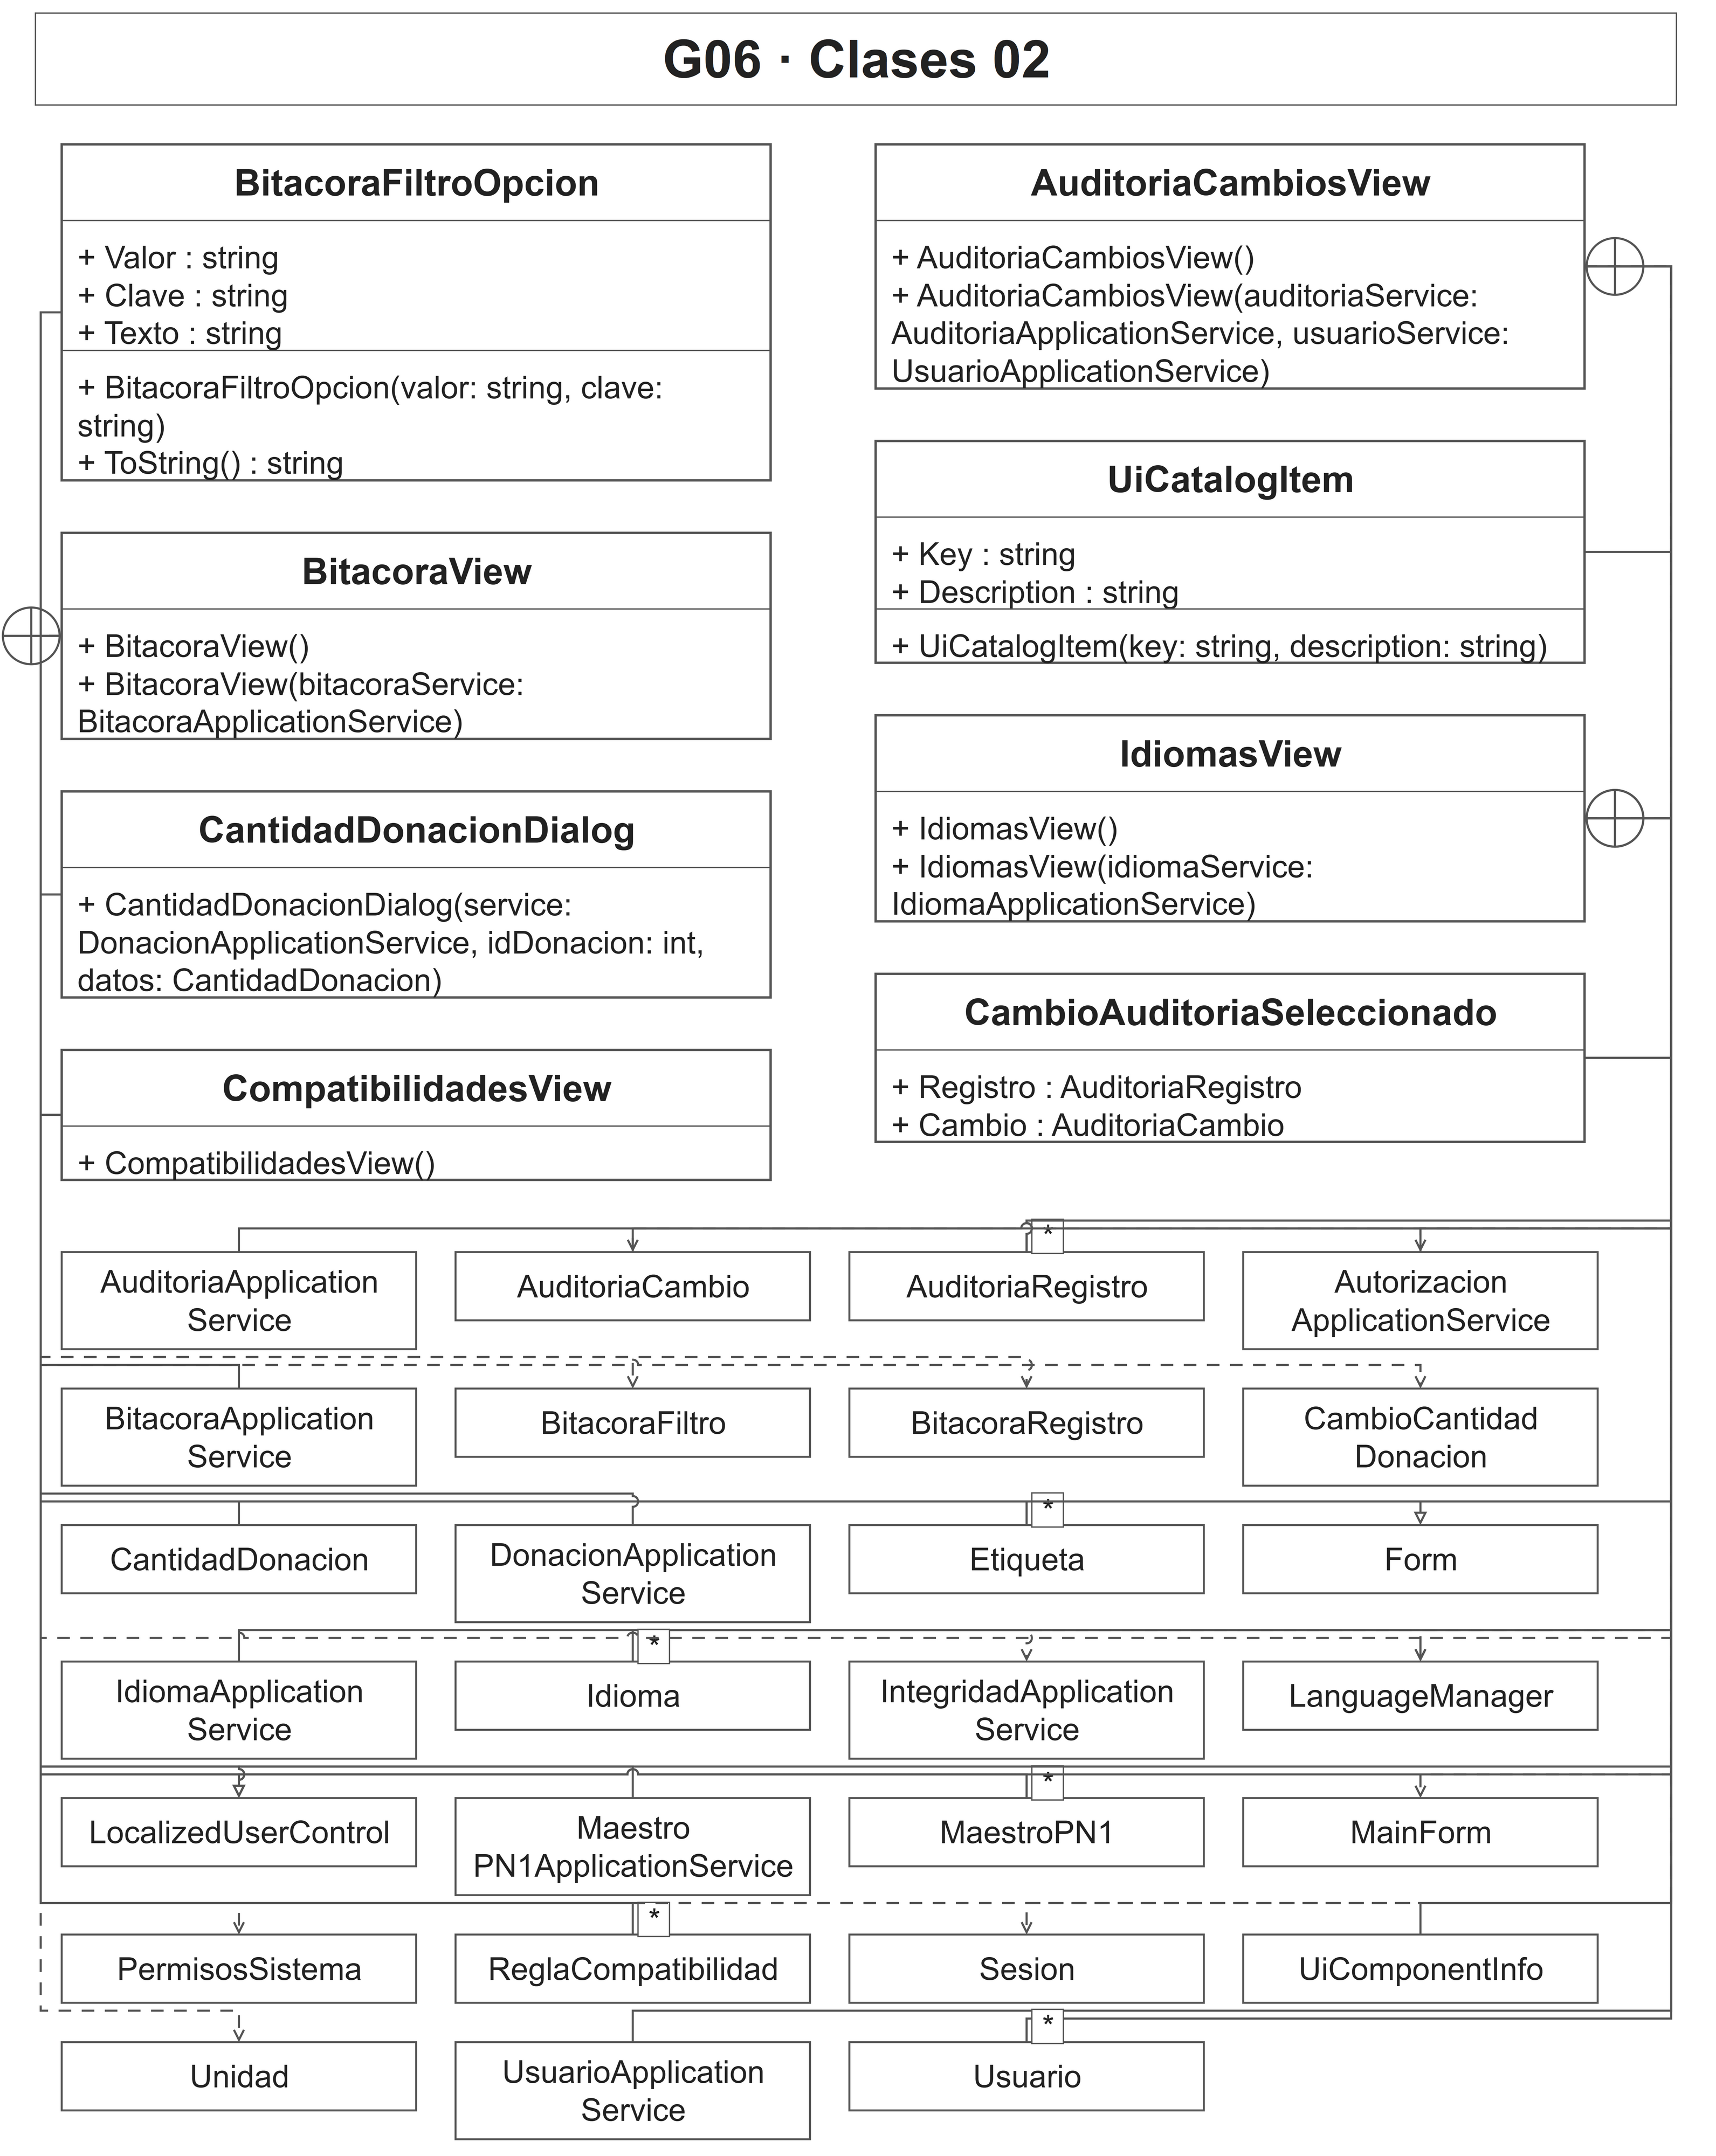 G06 · Clases 02
BitacoraFiltroOpcion
+ Valor : string
+ Clave : string
+ Texto : string
+ BitacoraFiltroOpcion(valor: string, clave:
string)
+ ToString() : string
BitacoraView
+ BitacoraView()
+ BitacoraView(bitacoraService:
BitacoraApplicationService)
CantidadDonacionDialog
+ CantidadDonacionDialog(service:
DonacionApplicationService, idDonacion: int,
datos: CantidadDonacion)
CompatibilidadesView
+ CompatibilidadesView()
AuditoriaCambiosView
+ AuditoriaCambiosView()
+ AuditoriaCambiosView(auditoriaService:
AuditoriaApplicationService, usuarioService:
UsuarioApplicationService)
UiCatalogItem
+ Key : string
+ Description : string
+ UiCatalogItem(key: string, description: string)
IdiomasView
+ IdiomasView()
+ IdiomasView(idiomaService:
IdiomaApplicationService)
CambioAuditoriaSeleccionado
+ Registro : AuditoriaRegistro
+ Cambio : AuditoriaCambio
*
AuditoriaApplication
Service
AuditoriaCambio
AuditoriaRegistro
Autorizacion
ApplicationService
BitacoraApplication
Service
BitacoraFiltro
BitacoraRegistro
CambioCantidad
Donacion
*
CantidadDonacion
DonacionApplication
Service
Etiqueta
Form
*
IdiomaApplication
Service
Idioma
IntegridadApplication
Service
LanguageManager
*
LocalizedUserControl
Maestro
PN1ApplicationService
MaestroPN1
MainForm
*
PermisosSistema
ReglaCompatibilidad
Sesion
UiComponentInfo
*
Unidad
UsuarioApplication
Service
Usuario